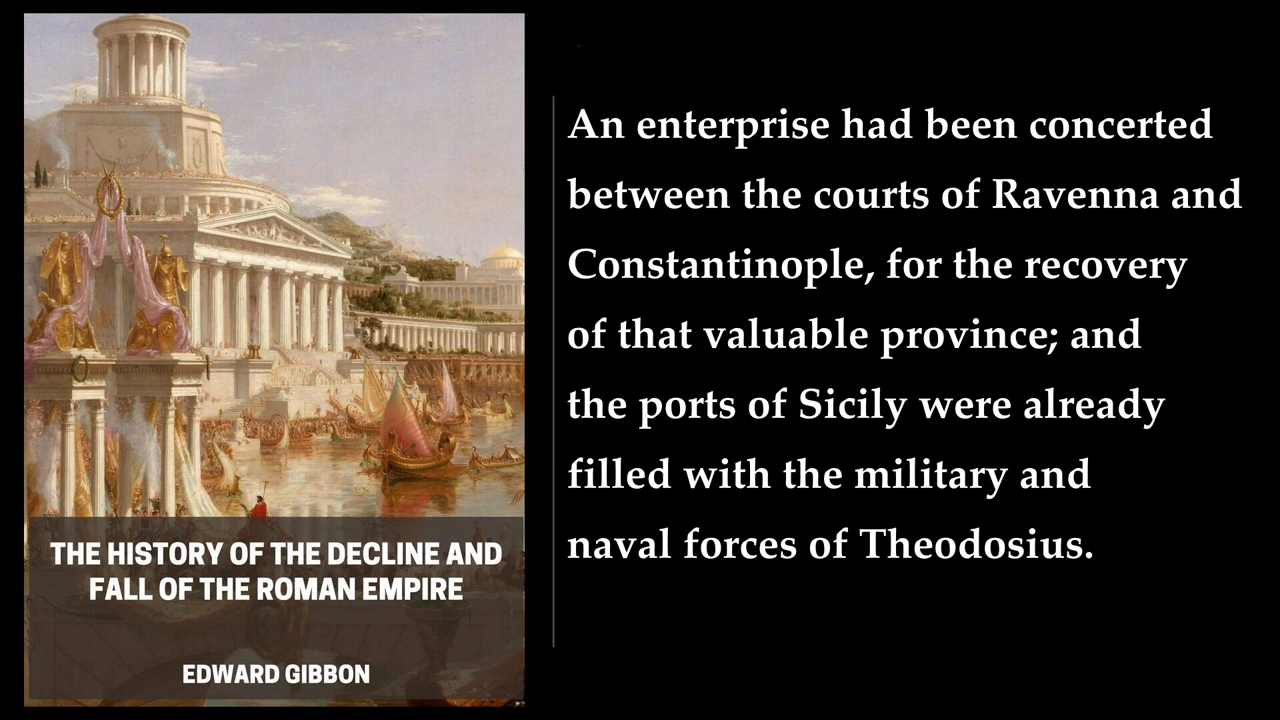 An enterprise had been concerted
between the courts of Ravenna and
Constantinople, for the recovery
of that valuable province; and
the ports of Sicily were already
filled with the military and
naval forces of Theodosius.
THE HISTORY OF THE DECLINE AND
FALL OF THE ROMAN EMPIRE
EDWARD GIBBON